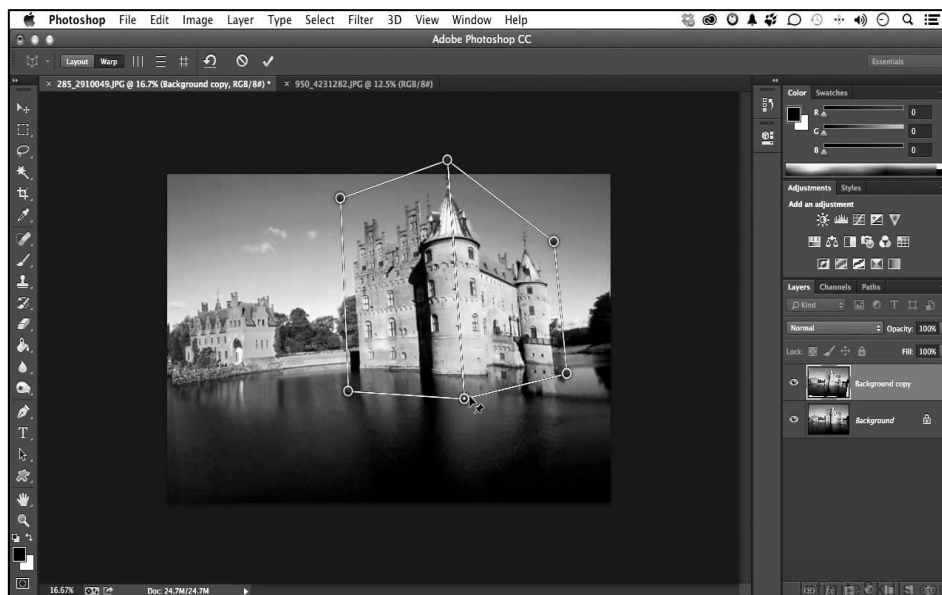 Photoshop File Edit Image Layer Type Select Filter 3D View Window Help
Adobe Photoshop CC
Layout Warp
Essentials
× 285_2910049.JPG @ 16.7% (Background copy, RGB/8#) * × 950_4231282.JPG @ 12.5% (RGB/8#)
Color Swatches
R 0
G 0
B 0
Adjustments Styles
Add an adjustment
Layers Channels Paths
Kind
Normal Opacity: 100%
Lock: Fill: 100%
Background copy
Background
16.67% Doc: 24.7M/24.7M